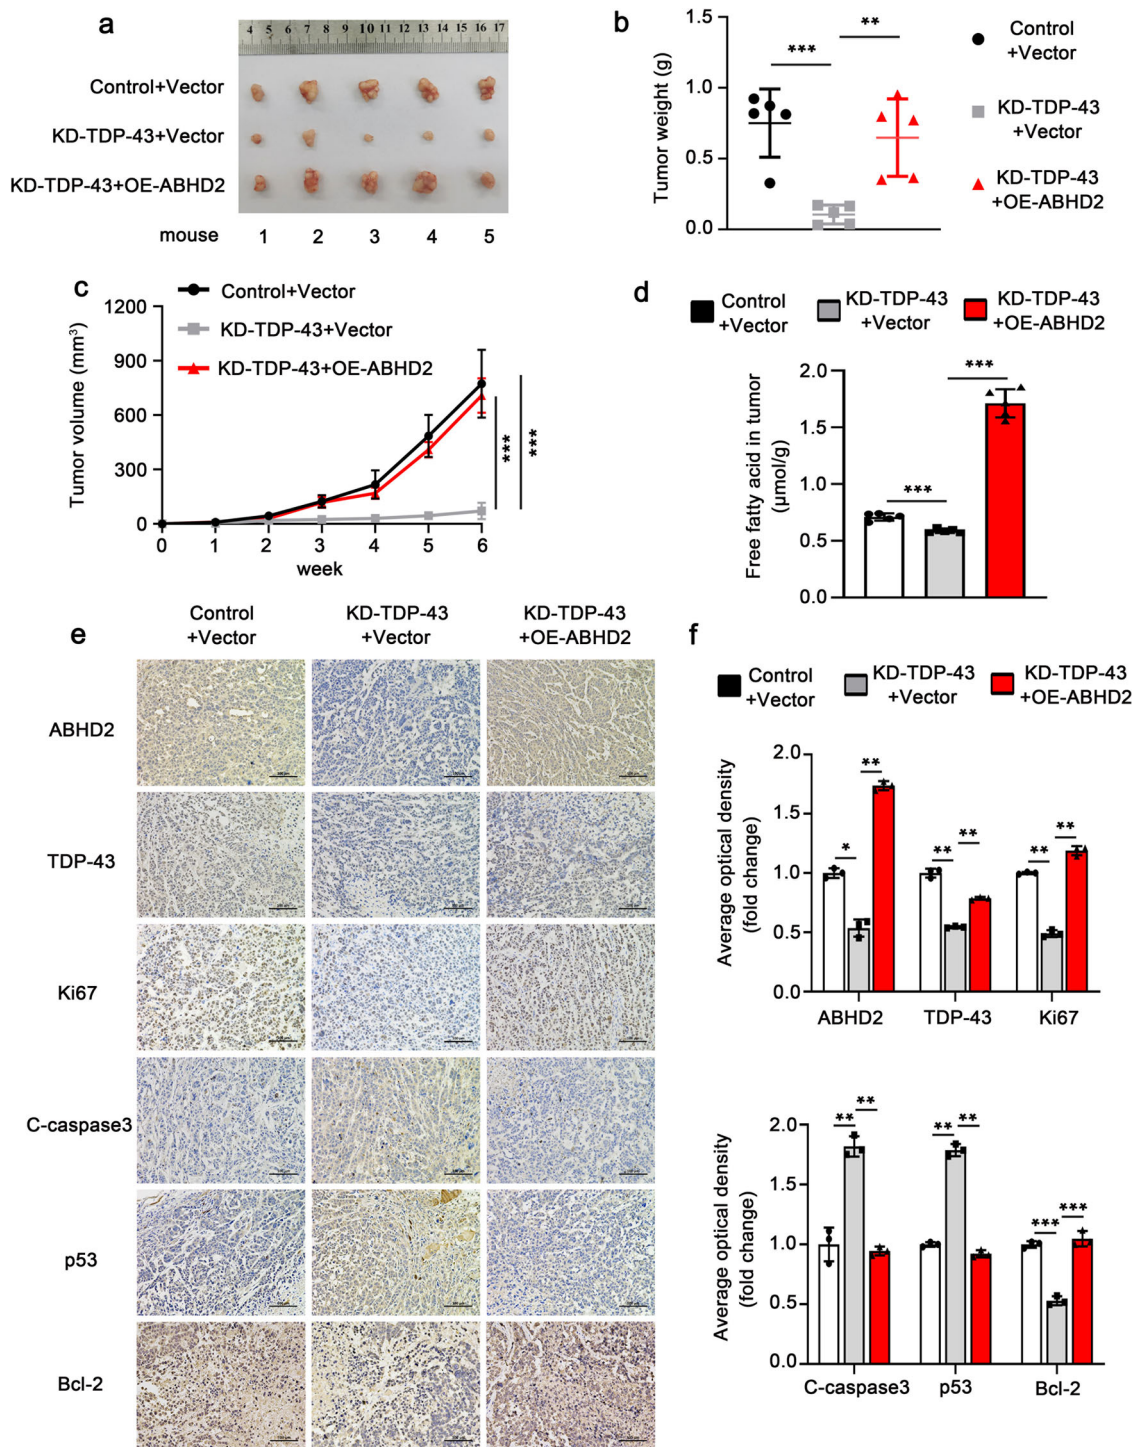 a
4 5 6 7 8 9 10 11 12 13 14 15 16 17
Control+Vector
KD-TDP-43+Vector
KD-TDP-43+OE-ABHD2
mouse 1 2 3 4 5
b
Tumor weight (g)
1.5
1.0
0.5
0.0
***
**
Control
+Vector
KD-TDP-43
+Vector
KD-TDP-43
+OE-ABHD2
c
Control+Vector
KD-TDP-43+Vector
KD-TDP-43+OE-ABHD2
Tumor volume (mm³)
1200
900
600
300
0
0 1 2 3 4 5 6
week
***
***
d
Control
+Vector
KD-TDP-43
+Vector
KD-TDP-43
+OE-ABHD2
Free fatty acid in tumor
(μmol/g)
2.0
1.5
1.0
0.5
0.0
***
***
e
Control
+Vector
KD-TDP-43
+Vector
KD-TDP-43
+OE-ABHD2
ABHD2
TDP-43
Ki67
C-caspase3
p53
Bcl-2
f
Control
+Vector
KD-TDP-43
+Vector
KD-TDP-43
+OE-ABHD2
Average optical density
(fold change)
2.0
1.5
1.0
0.5
0.0
* ** ** ** ** **
ABHD2 TDP-43 Ki67
Average optical density
(fold change)
2.0
1.5
1.0
0.5
0.0
** ** ** ** *** ***
C-caspase3 p53 Bcl-2